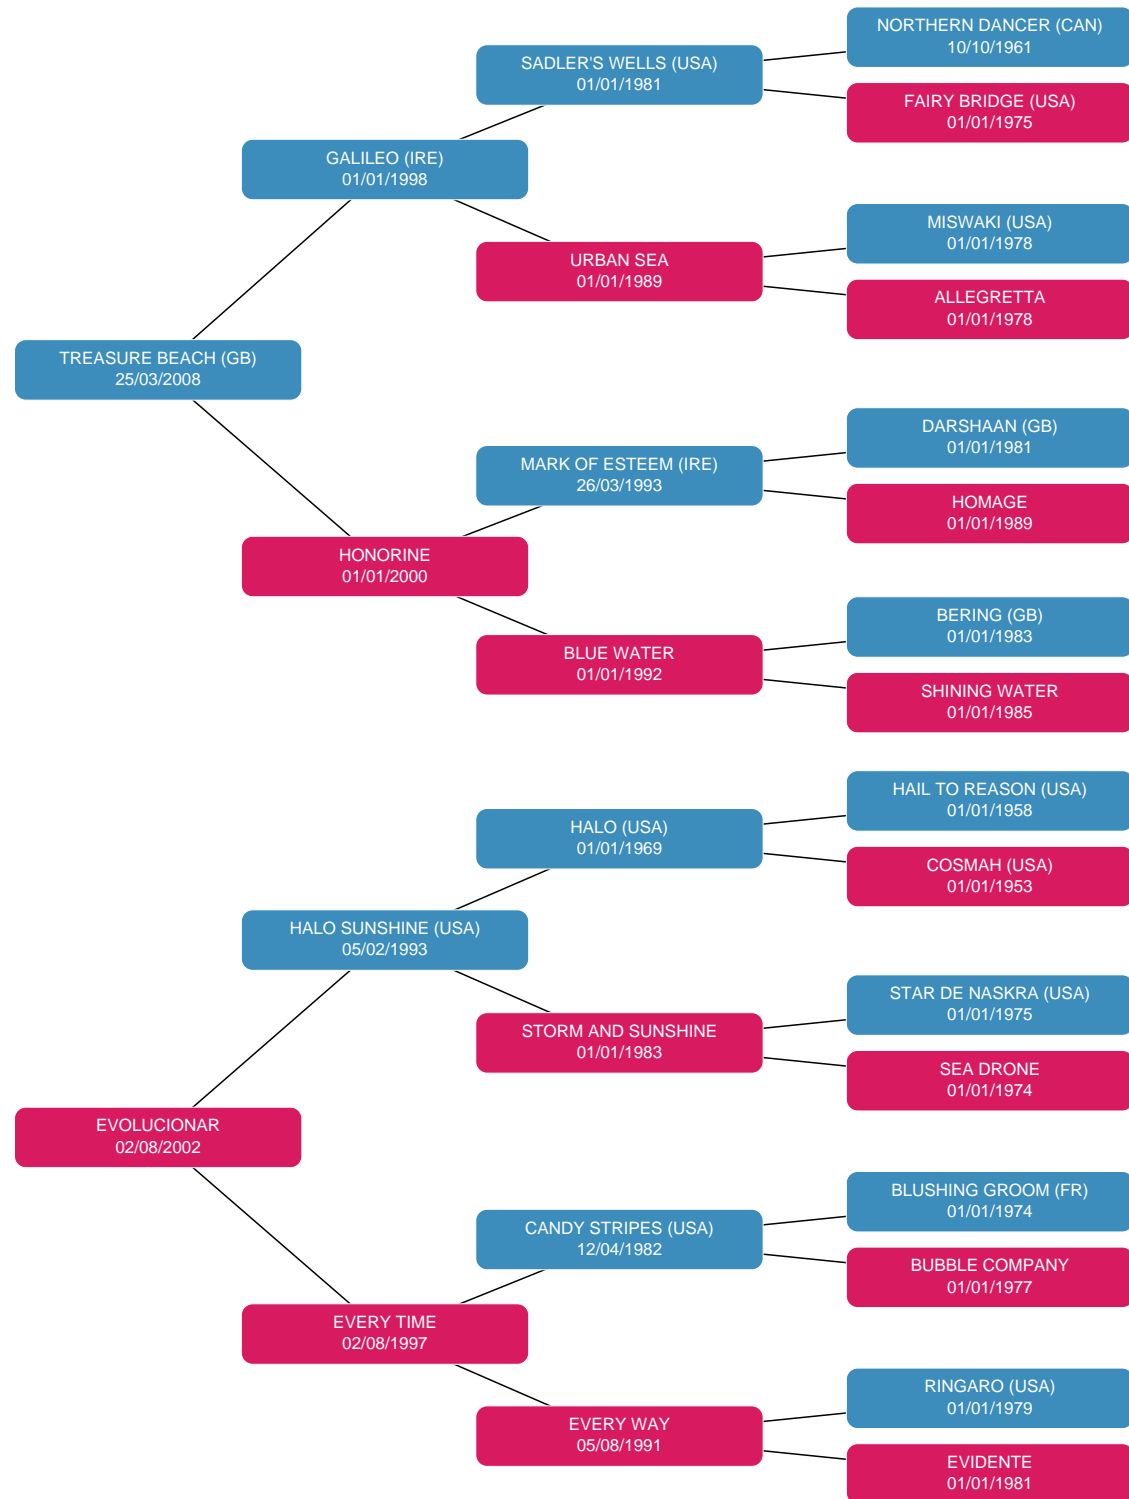 NORTHERN DANCER (CAN)
10/10/1961
SADLER'S WELLS (USA)
01/01/1981
FAIRY BRIDGE (USA)
01/01/1975
GALILEO (IRE)
01/01/1998
MISWAKI (USA)
01/01/1978
URBAN SEA
01/01/1989
ALLEGRETTA
01/01/1978
TREASURE BEACH (GB)
25/03/2008
DARSHAAN (GB)
01/01/1981
MARK OF ESTEEM (IRE)
26/03/1993
HOMAGE
01/01/1989
HONORINE
01/01/2000
BERING (GB)
01/01/1983
BLUE WATER
01/01/1992
SHINING WATER
01/01/1985
HAIL TO REASON (USA)
01/01/1958
HALO (USA)
01/01/1969
COSMAH (USA)
01/01/1953
HALO SUNSHINE (USA)
05/02/1993
STAR DE NASKRA (USA)
01/01/1975
STORM AND SUNSHINE
01/01/1983
SEA DRONE
01/01/1974
EVOLUCIONAR
02/08/2002
BLUSHING GROOM (FR)
01/01/1974
CANDY STRIPES (USA)
12/04/1982
BUBBLE COMPANY
01/01/1977
EVERY TIME
02/08/1997
RINGARO (USA)
01/01/1979
EVERY WAY
05/08/1991
EVIDENTE
01/01/1981